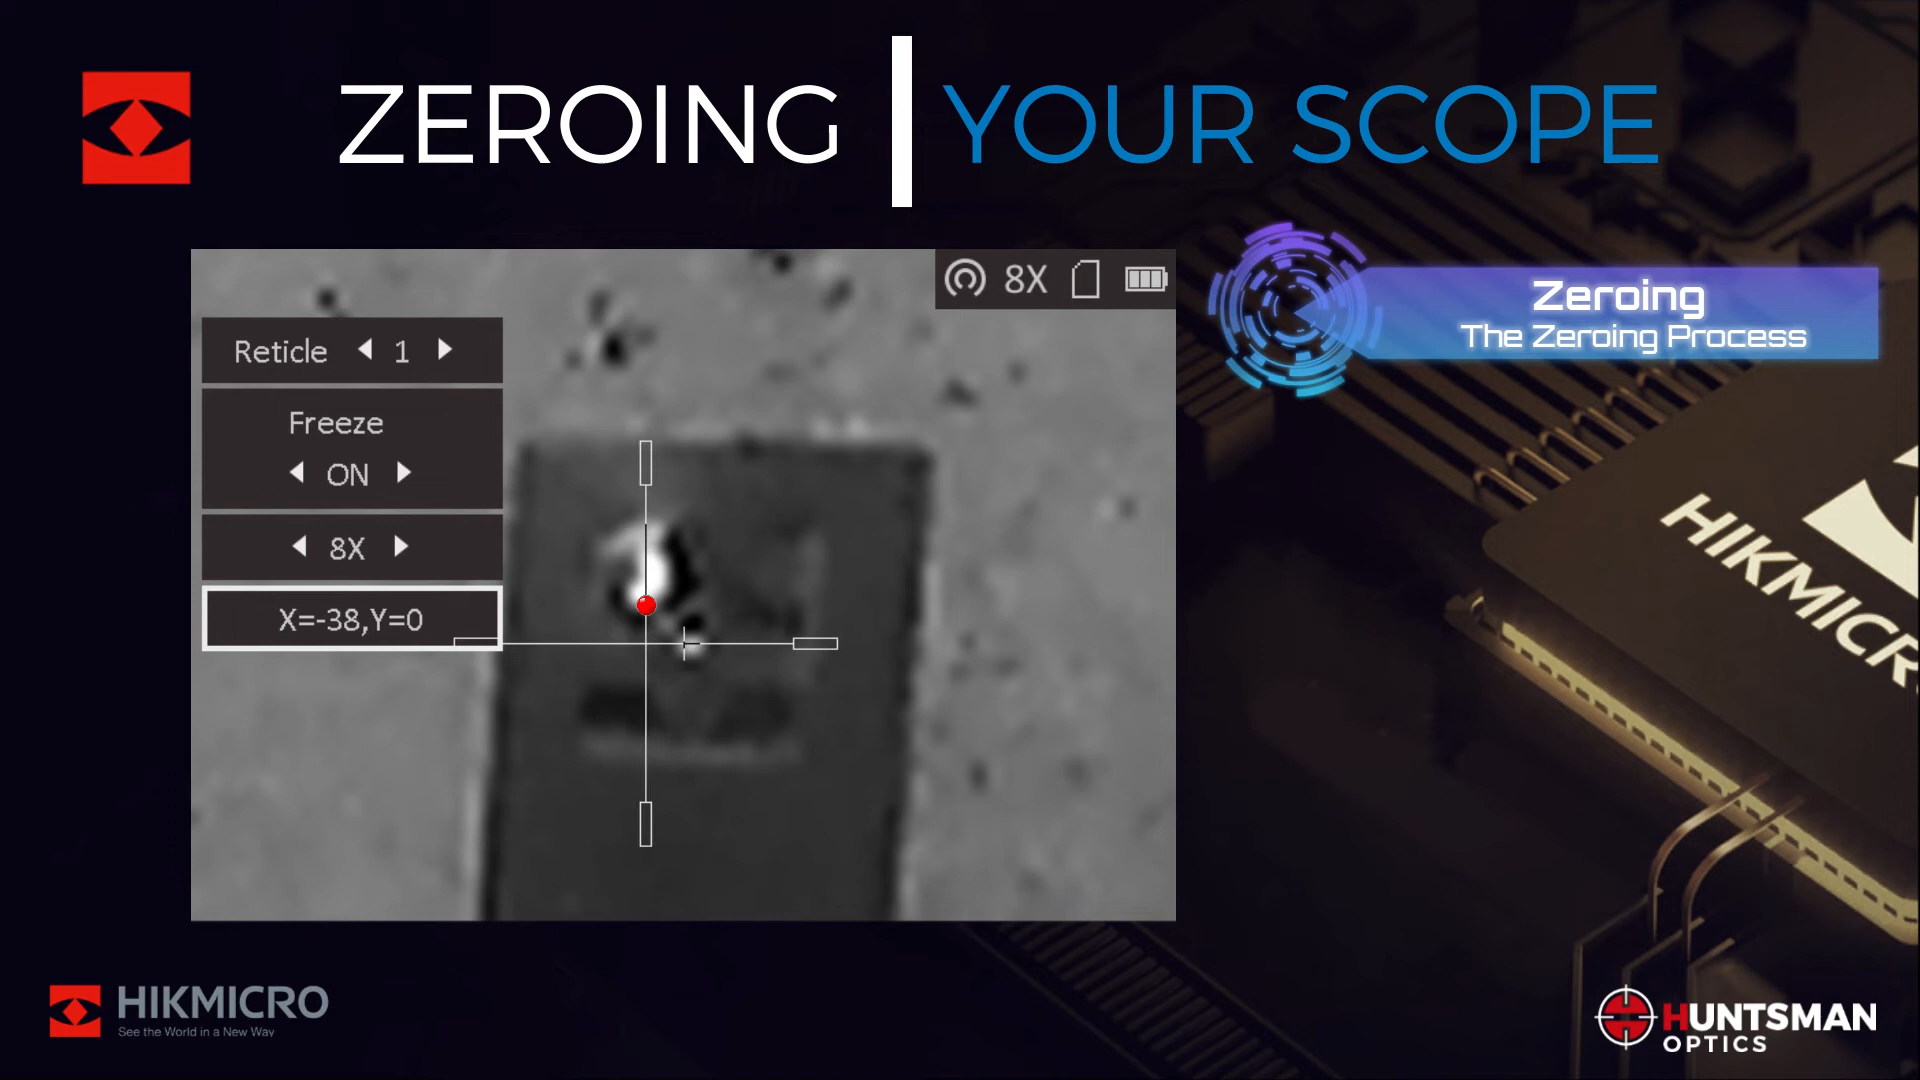 ZEROING YOUR SCOPE
8X
Zeroing
The Zeroing Process
Reticle 1
Freeze
ON
8X
X=-38,Y=0
HIKMICR
HIKMICRO
See the World in a New Way
HUNTSMAN
OPTICS